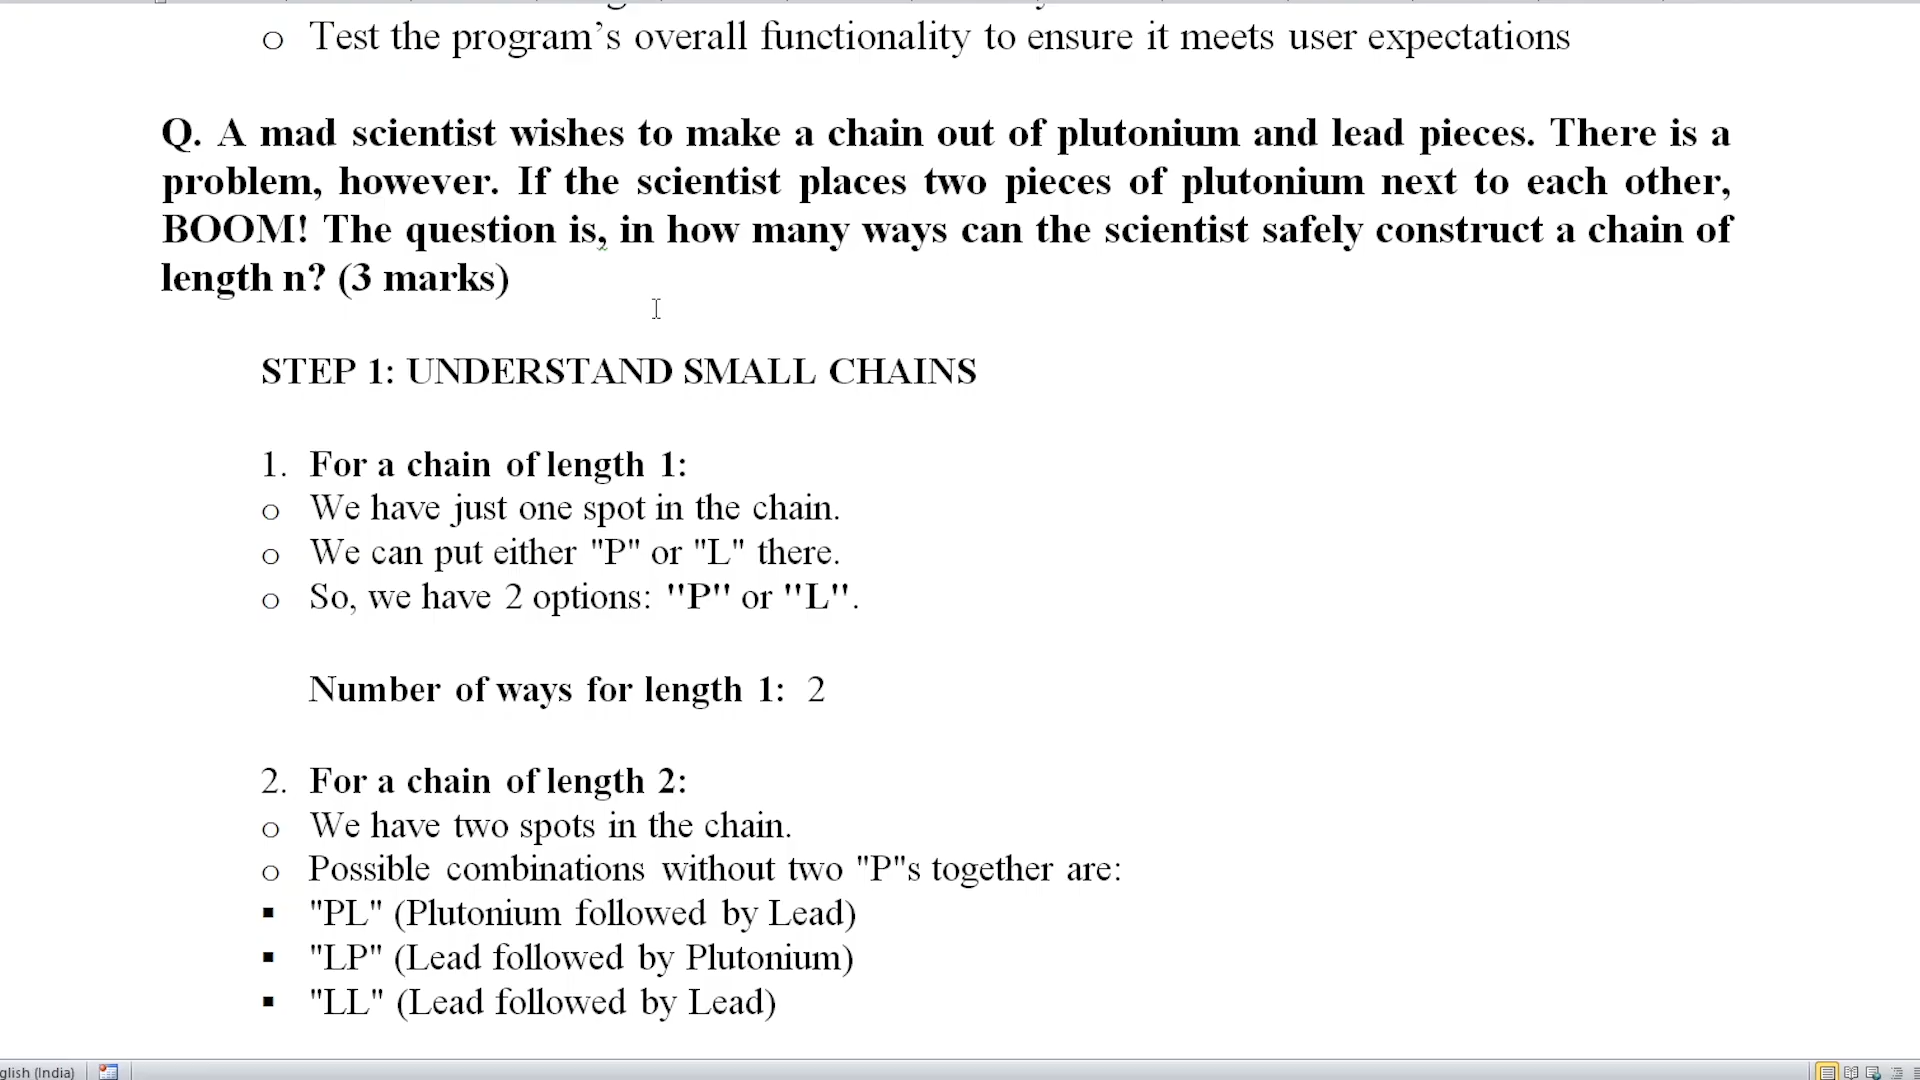 o Test the program’s overall functionality to ensure it meets user expectations
Q. A mad scientist wishes to make a chain out of plutonium and lead pieces. There is a
problem, however. If the scientist places two pieces of plutonium next to each other,
BOOM! The question is, in how many ways can the scientist safely construct a chain of
length n? (3 marks)
STEP 1: UNDERSTAND SMALL CHAINS
1. For a chain of length 1:
o We have just one spot in the chain.
o We can put either "P" or "L" there.
o So, we have 2 options: "P" or "L".
Number of ways for length 1: 2
2. For a chain of length 2:
o We have two spots in the chain.
o Possible combinations without two "P"s together are:
▪ "PL" (Plutonium followed by Lead)
▪ "LP" (Lead followed by Plutonium)
▪ "LL" (Lead followed by Lead)
glish (India)